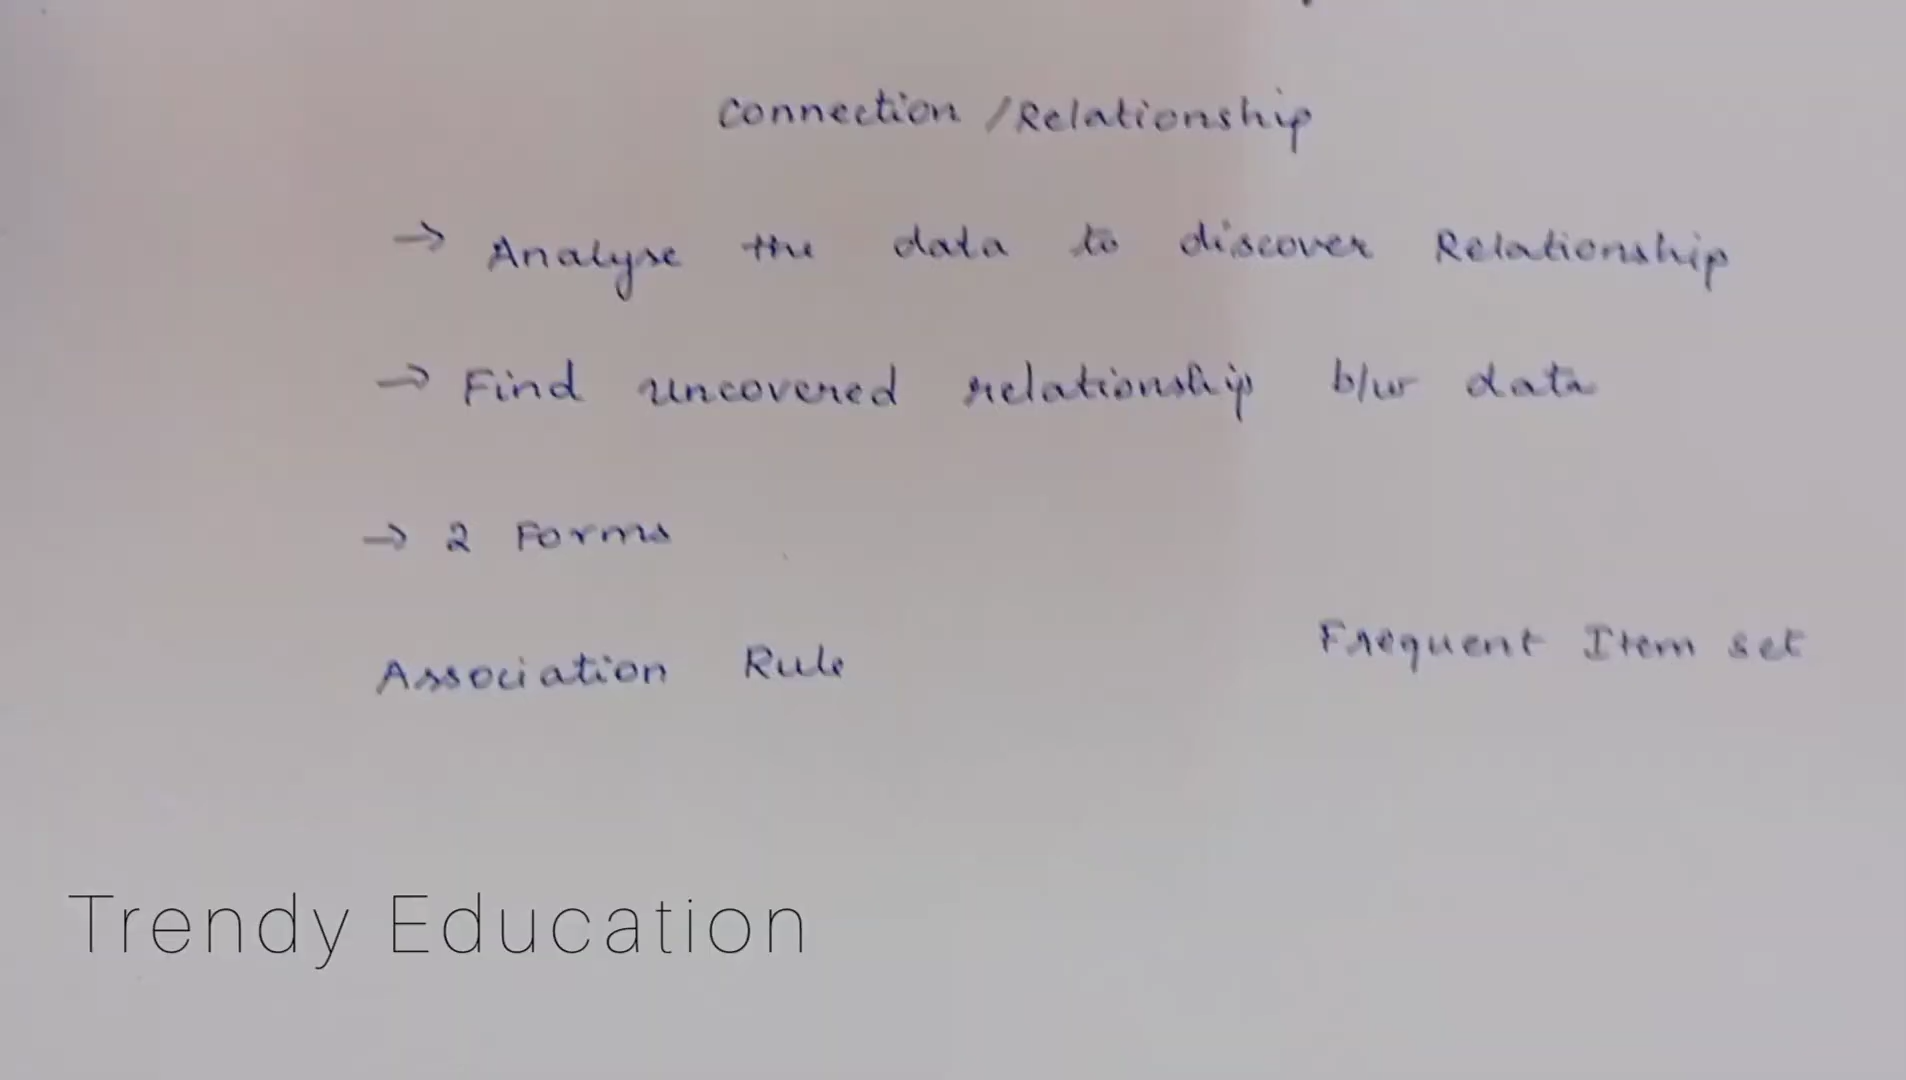 Connection / Relationship
→ Analyse the data to discover Relationship
→ Find uncovered relationship b/w data
→ 2 Forms
Association Rule Frequent Item set
Trendy Education